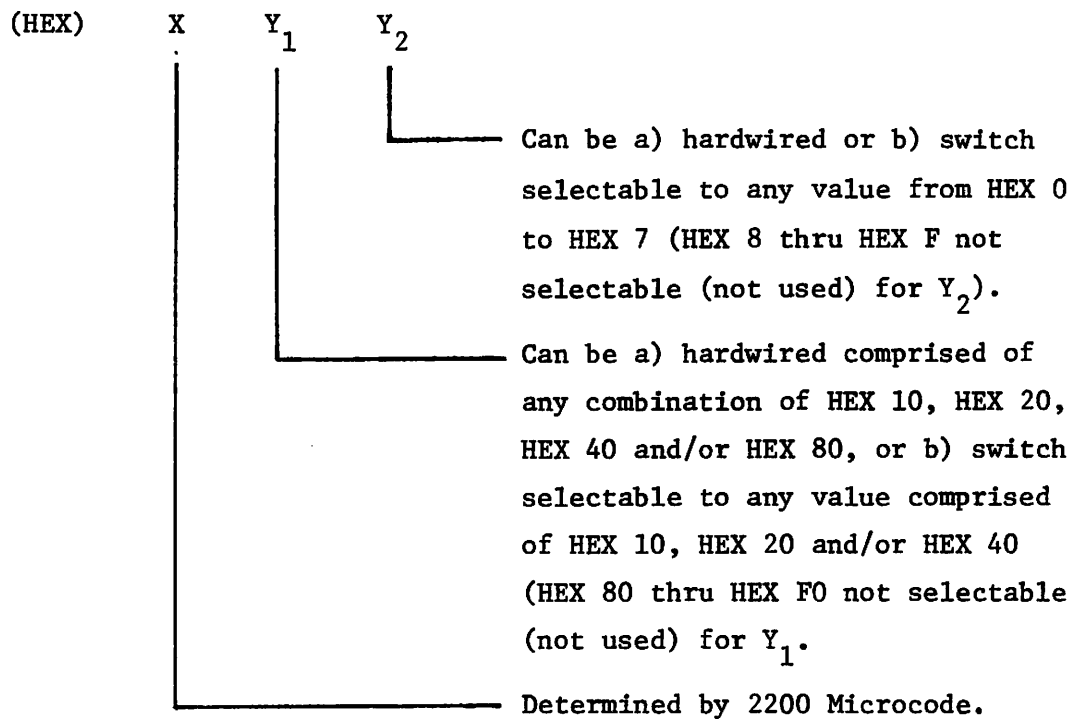 (HEX) X Y1 Y2
Can be a) hardwired or b) switch
selectable to any value from HEX 0
to HEX 7 (HEX 8 thru HEX F not
selectable (not used) for Y2).
Can be a) hardwired comprised of
any combination of HEX 10, HEX 20,
HEX 40 and/or HEX 80, or b) switch
selectable to any value comprised
of HEX 10, HEX 20 and/or HEX 40
(HEX 80 thru HEX F0 not selectable
(not used) for Y1.
Determined by 2200 Microcode.